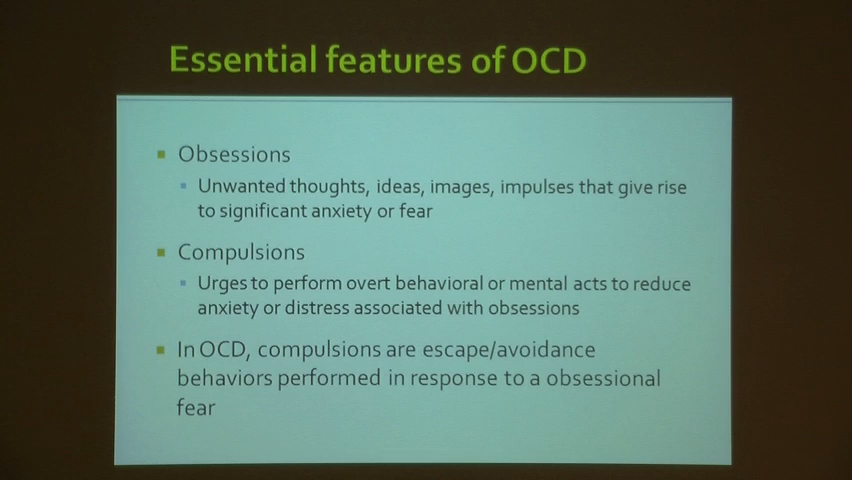 Essential features of OCD
Obsessions
Unwanted thoughts, ideas, images, impulses that give rise
to significant anxiety or fear
Compulsions
Urges to perform overt behavioral or mental acts to reduce
anxiety or distress associated with obsessions
In OCD, compulsions are escape/avoidance
behaviors performed in response to a obsessional
fear